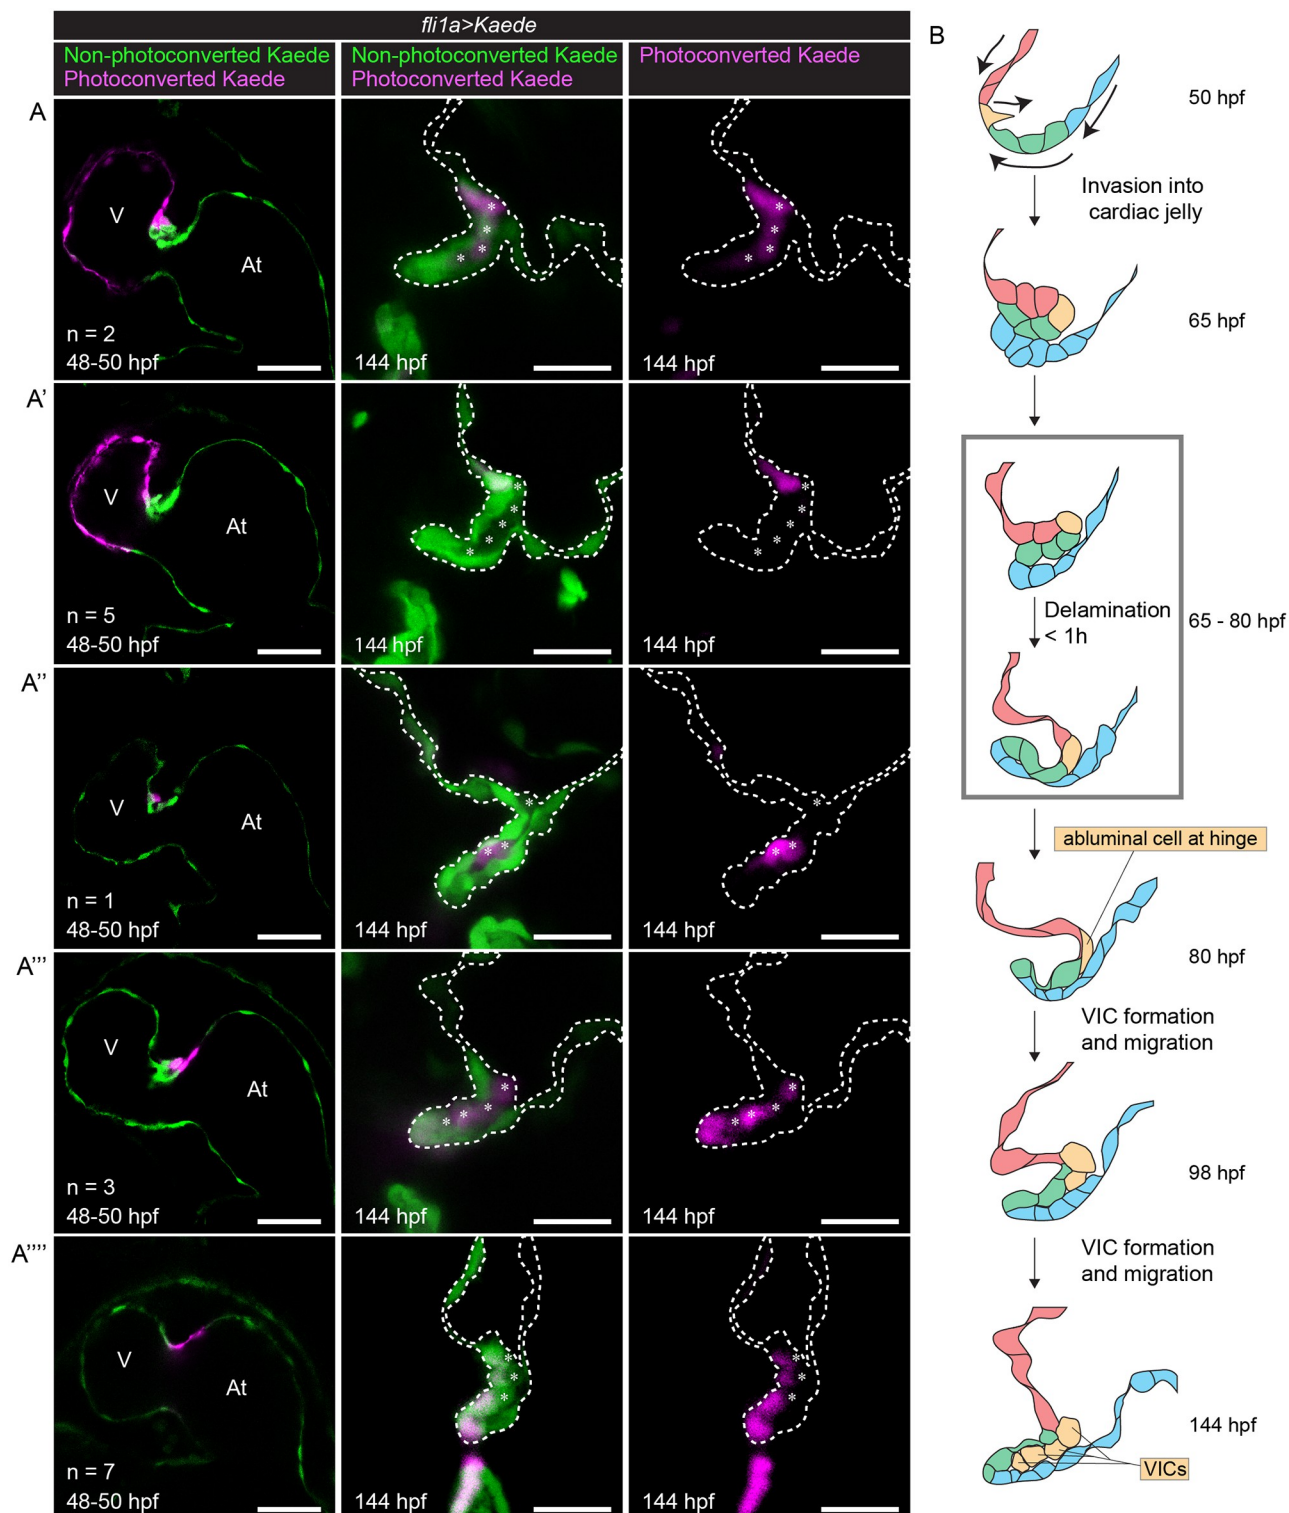 fli1a>Kaede
Non-photoconverted Kaede
Photoconverted Kaede
Non-photoconverted Kaede
Photoconverted Kaede
Photoconverted Kaede
A
V
At
n = 2
48-50 hpf
* * * *
144 hpf
* * * *
144 hpf
A'
V
At
n = 5
48-50 hpf
* * * * *
144 hpf
* * * * *
144 hpf
A''
V
At
n = 1
48-50 hpf
* * *
144 hpf
* * *
144 hpf
A'''
V
At
n = 3
48-50 hpf
* * * *
144 hpf
* * * *
144 hpf
A''''
V
At
n = 7
48-50 hpf
* * *
144 hpf
* * *
144 hpf
B
50 hpf
Invasion into
cardiac jelly
65 hpf
Delamination
< 1h
65 - 80 hpf
abluminal cell at hinge
80 hpf
VIC formation
and migration
98 hpf
VIC formation
and migration
144 hpf
VICs